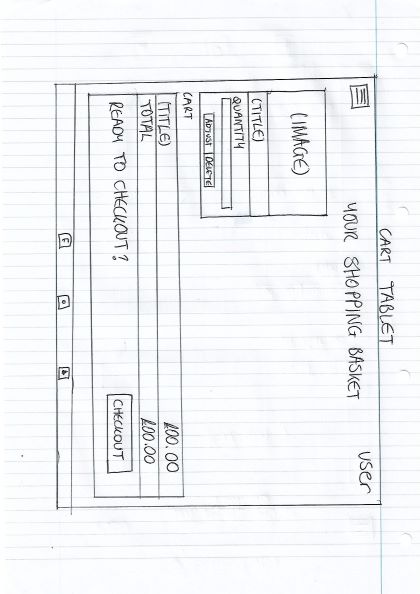 CART TABLET
YOUR SHOPPING BASKET
user
(IMAGE)
(TITLE)
QUANTITY
ADJUST DELETE
CART
(TITLE) £00.00
TOTAL £00.00
READY TO CHECKOUT? CHECKOUT